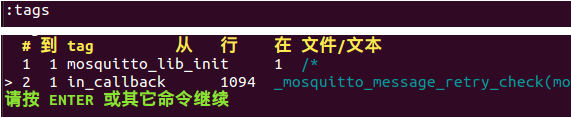 :tags
# 到 tag 从 行 在 文件/文本
1 1 mosquitto_lib_init 1 /*
> 2 1 in_callback 1094 _mosquitto_message_retry_check(mo
请按 ENTER 或其它命令继续